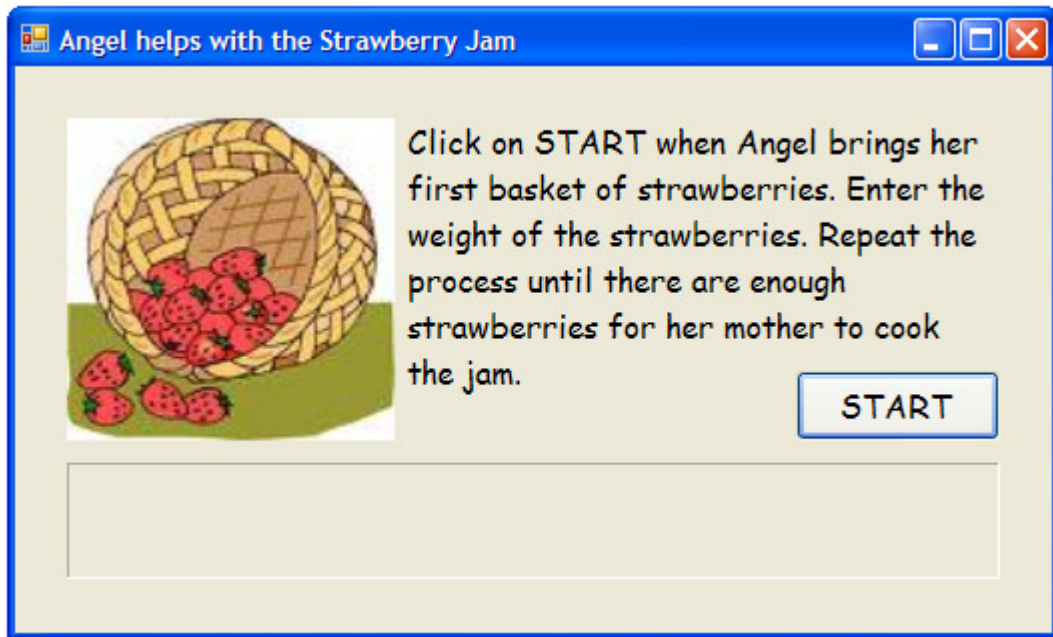 Angel helps with the Strawberry Jam
Click on START when Angel brings her
first basket of strawberries. Enter the
weight of the strawberries. Repeat the
process until there are enough
strawberries for her mother to cook
the jam.
START